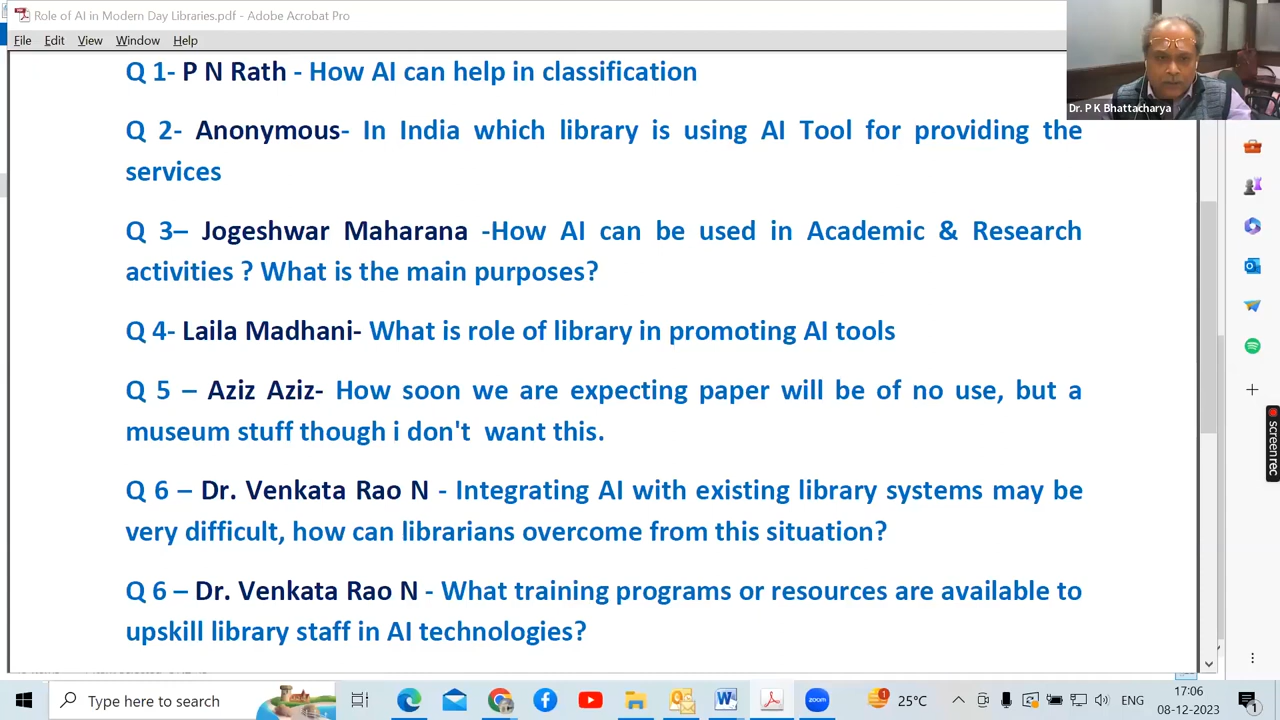 Role of AI in Modern Day Libraries.pdf - Adobe Acrobat Pro
File Edit View Window Help
Dr. P K Bhattacharya
Q 1- P N Rath - How AI can help in classification
Q 2- Anonymous- In India which library is using AI Tool for providing the
services
Q 3– Jogeshwar Maharana -How AI can be used in Academic & Research
activities ? What is the main purposes?
Q 4- Laila Madhani- What is role of library in promoting AI tools
Q 5 – Aziz Aziz- How soon we are expecting paper will be of no use, but a
museum stuff though i don't want this.
Q 6 – Dr. Venkata Rao N - Integrating AI with existing library systems may be
very difficult, how can librarians overcome from this situation?
Q 6 – Dr. Venkata Rao N - What training programs or resources are available to
upskill library staff in AI technologies?
screenrec
Type here to search
zoom
1
25°C
ENG
17:06
08-12-2023
1